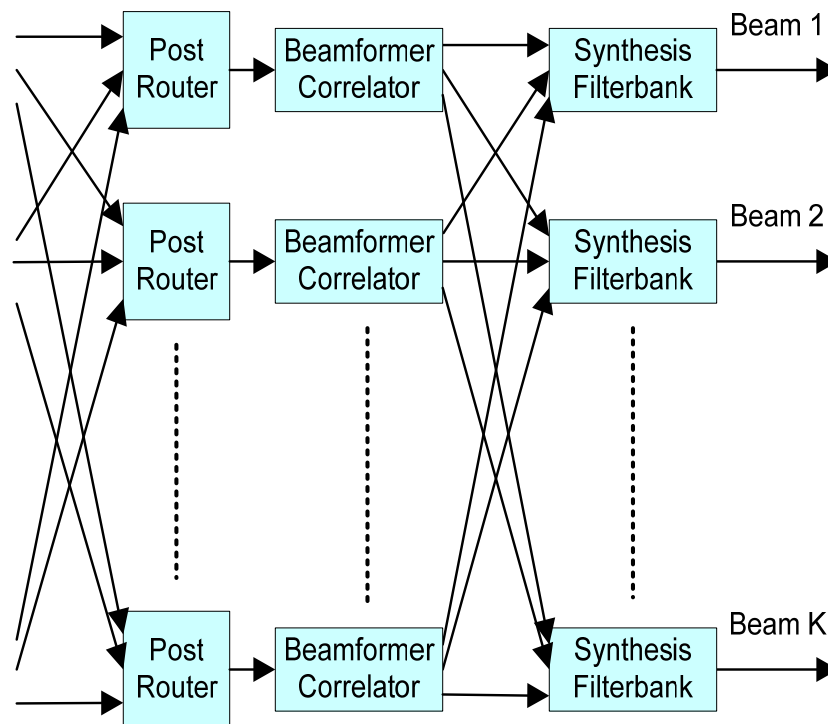 Post
Router
Beamformer
Correlator
Synthesis
Filterbank
Beam 1
Post
Router
Beamformer
Correlator
Synthesis
Filterbank
Beam 2
Post
Router
Beamformer
Correlator
Synthesis
Filterbank
Beam K